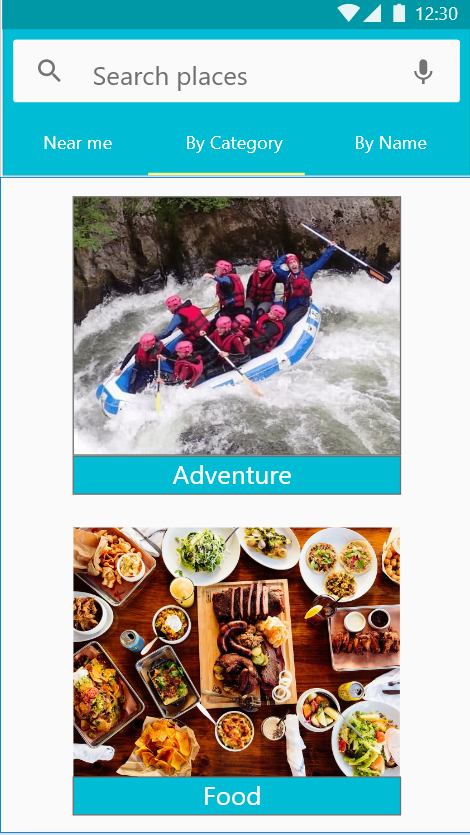 12:30
Search places
Near me By Category By Name
Adventure
Food